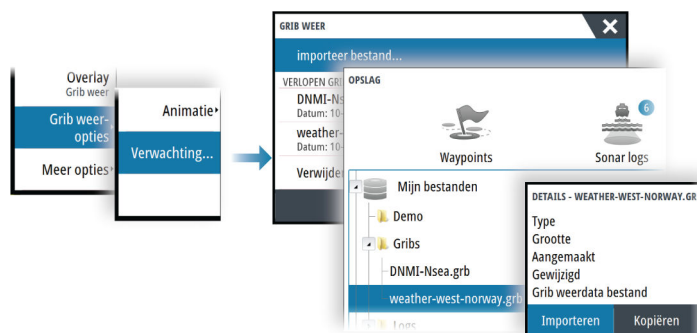 Overlay
Grib weer
Grib weer-
opties
Meer opties
Animatie
Verwachting...
GRIB WEER
importeer bestand...
VERLOPEN GRI
DNMI-Ns
Datum: 10-
weather-
Datum: 10-
Verwijde
OPSLAG
Waypoints
6
Sonar logs
Mijn bestanden
Demo
Gribs
DNMI-Nsea.grb
weather-west-norway.grb
Logs
DETAILS - WEATHER-WEST-NORWAY.GR
Type
Grootte
Aangemaakt
Gewijzigd
Grib weerdata bestand
Importeren
Kopiëren